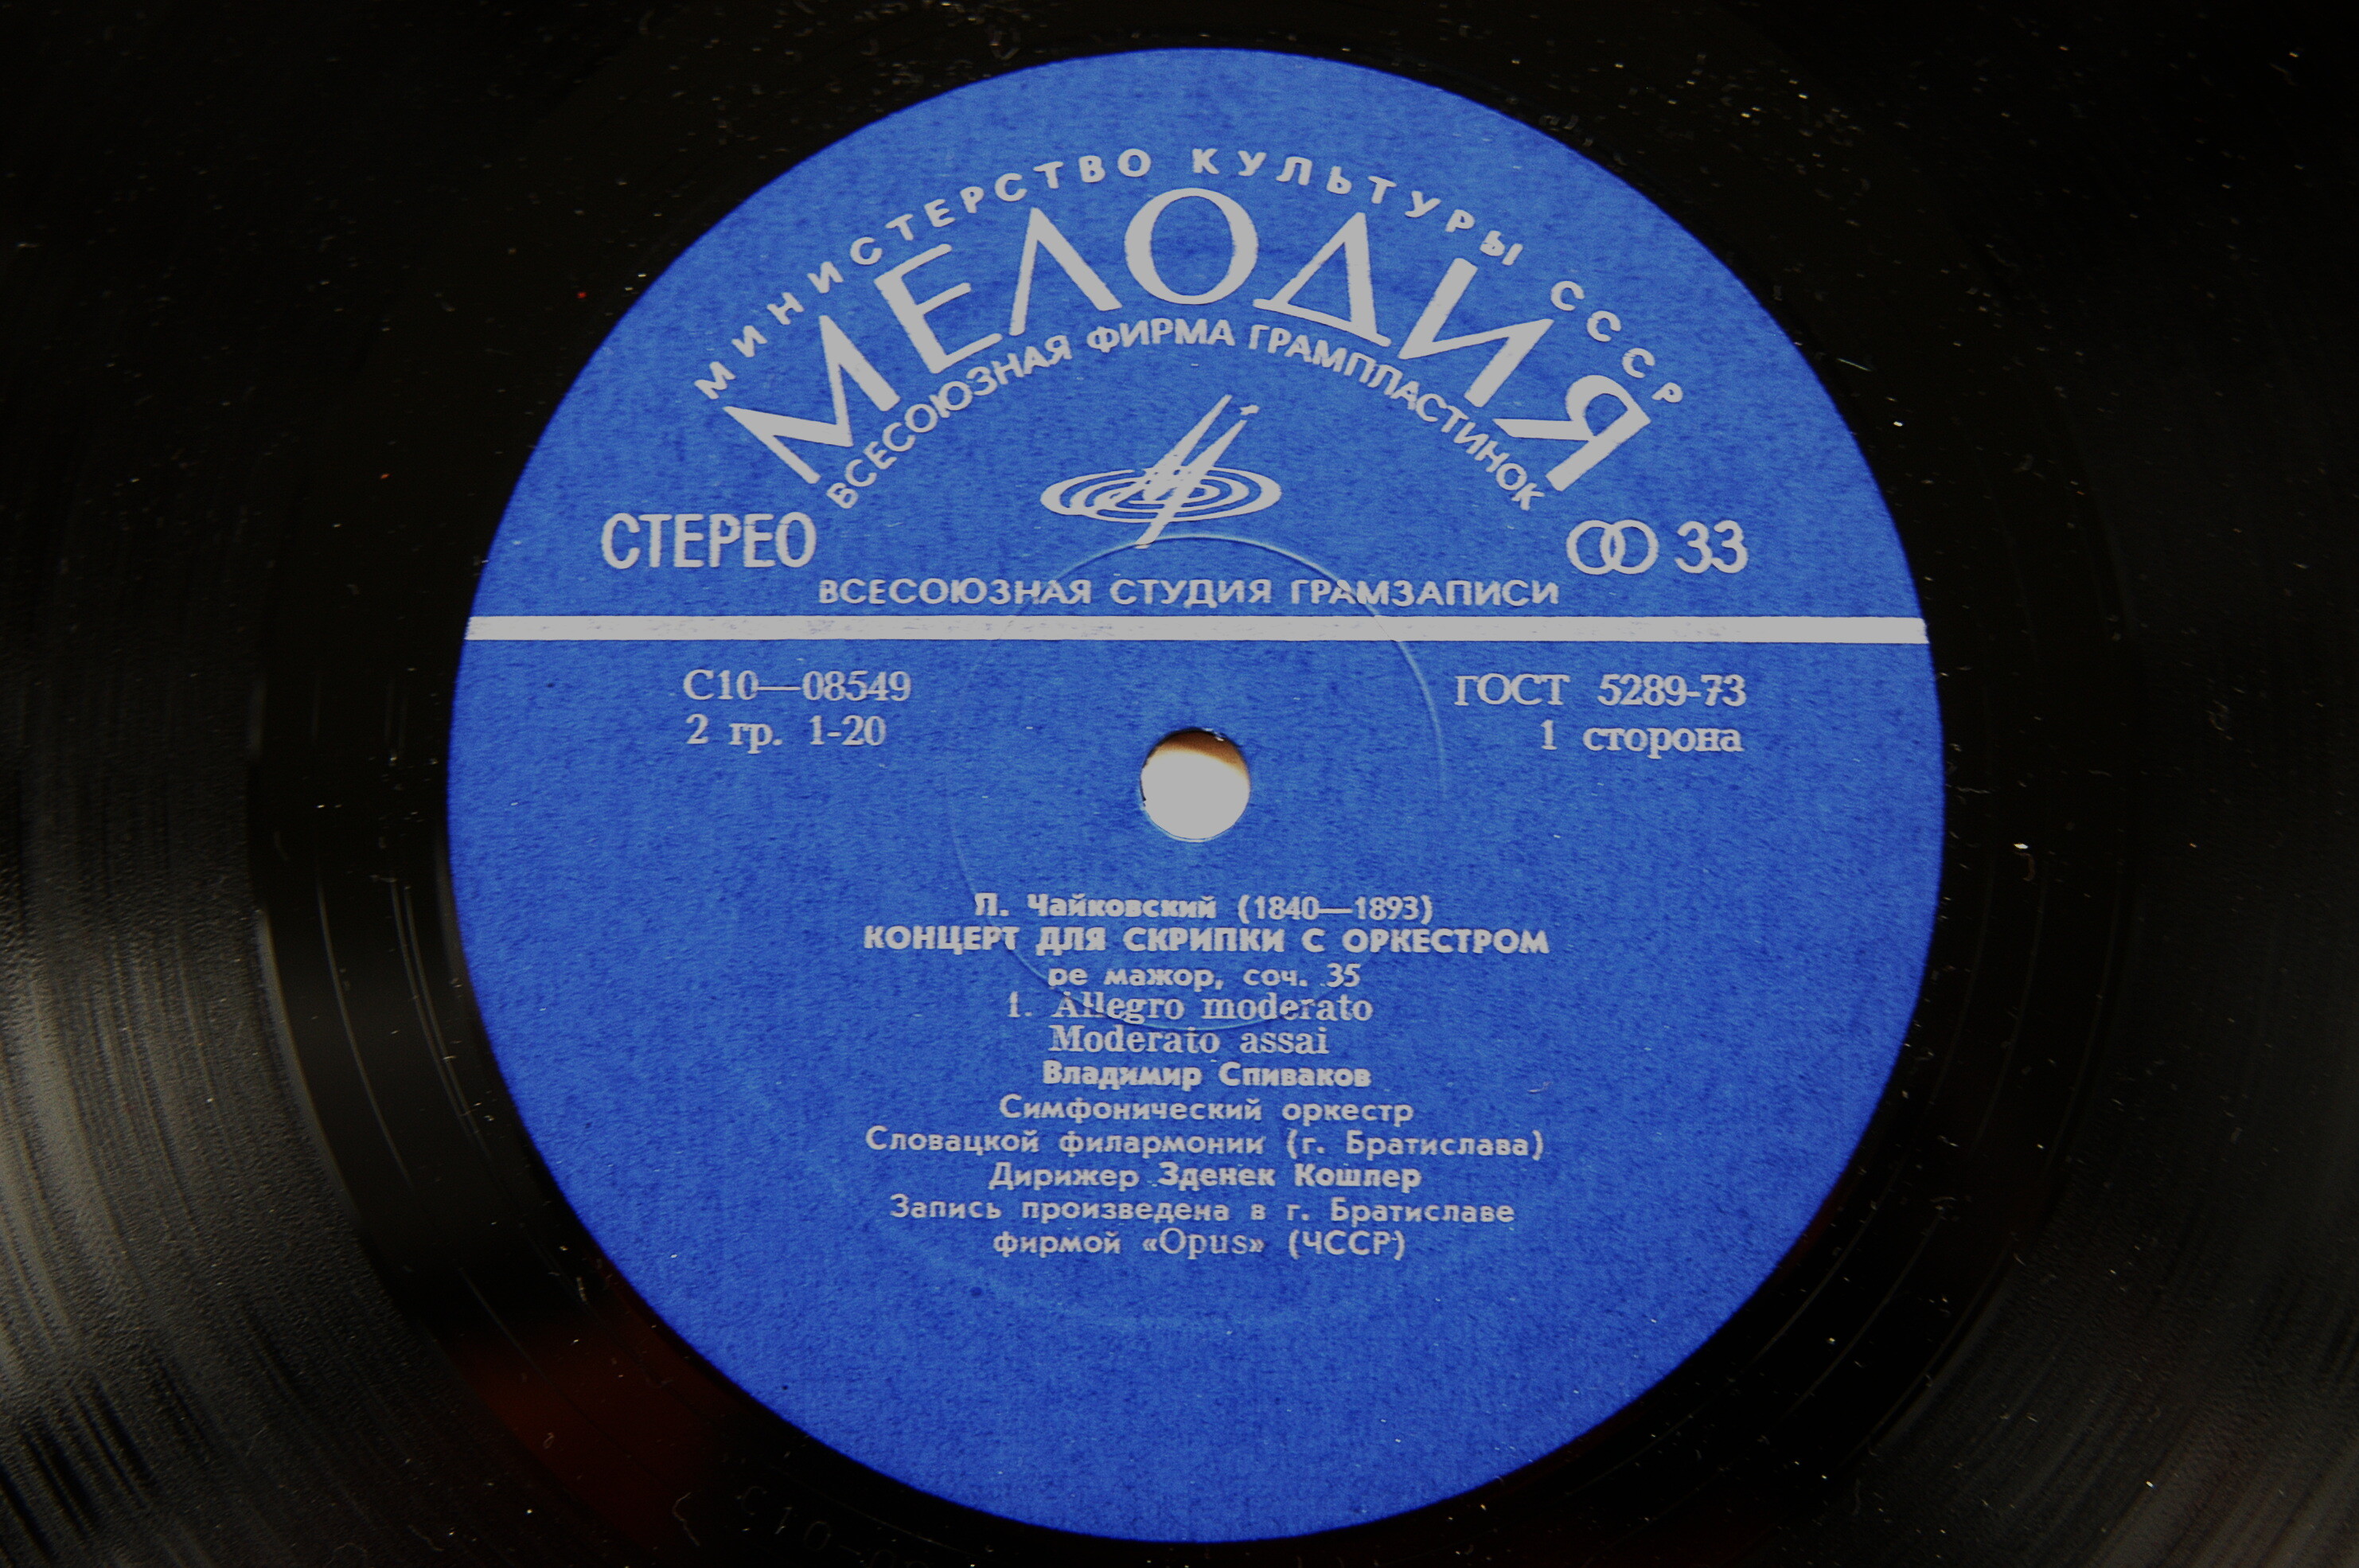 МИНИСТЕРСТВО КУЛЬТУРЫ СССР
МЕЛОДИЯ
ВСЕСОЮЗНАЯ ФИРМА ГРАМПЛАСТИНОК
СТЕРЕО
33
ВСЕСОЮЗНАЯ СТУДИЯ ГРАМЗАПИСИ
С10—08549
ГОСТ 5289-73
2 гр. 1-20
1 сторона
П. Чайковский (1840—1893)
КОНЦЕРТ ДЛЯ СКРИПКИ С ОРКЕСТРОМ
ре мажор, соч. 35
1. Allegro moderato
Moderato assai
Владимир Спиваков
Симфонический оркестр
Словацкой филармонии (г. Братислава)
Дирижер Зденек Кошлер
Запись произведена в г. Братиславе
фирмой «Opus» (ЧССР)